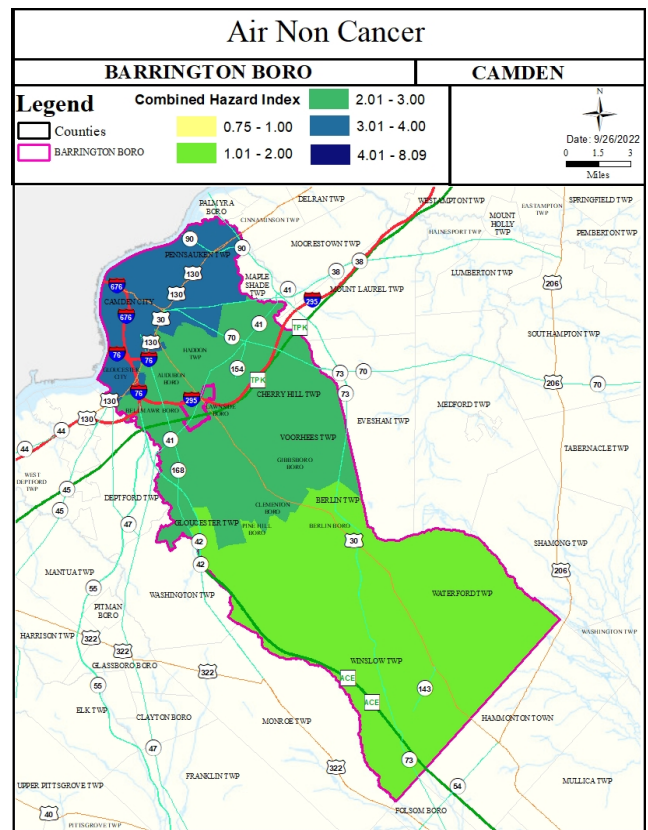 Air Non Cancer
BARRINGTON BORO
CAMDEN
Legend
Counties
BARRINGTON BORO
Combined Hazard Index
0.75 - 1.00
1.01 - 2.00
2.01 - 3.00
3.01 - 4.00
4.01 - 8.09
N
Date: 9/26/2022
0 1.5 3
Miles
PALMYRA
BORO
DELRAN TWP
CINNAMINSON TWP
WESTAMPTON TWP
EASTAMPTON
TWP
SPRINGFIELD TWP
MOUNT
HOLLY
TWP
HAINESPORT TWP
PEMBERTON TWP
90
90
PENNSAUKEN TWP
MOORESTOWN TWP
38
38
130
MAPLE
SHADE
TWP
41
MOUNT LAUREL TWP
LUMBERTON TWP
206
676
130
CAMDEN CITY
295
676
30
41
TPK
SOUTHAMPTON TWP
130
70
76
76
HADDON
TWP
154
TPK
73
70
GLOUCESTER
CITY
AUDUBON
BORO
206
70
76
295
CHERRY HILL TWP
73
130
130
BELLMAWR BORO
LAWNSIDE
BORO
MEDFORD TWP
EVESHAM TWP
44
44
41
VOORHEES TWP
TABERNACLE TWP
WEST
DEPTFORD
TWP
168
GIBBSBORO
BORO
45
45
DEPTFORD TWP
BERLIN TWP
CLEMENTON
BORO
47
GLOUCESTER TWP
PINE HILL
BORO
BERLIN BORO
42
30
SHAMONG TWP
42
206
MANTUA TWP
55
WASHINGTON TWP
WATERFORD TWP
PITMAN
BORO
HARRISON TWP
322
322
WASHINGTON TWP
GLASSBORO BORO
322
WINSLOW TWP
55
ACE
143
ACE
ELK TWP
CLAYTON BORO
MONROE TWP
HAMMONTON TOWN
47
73
322
FRANKLIN TWP
54
MULLICA TWP
UPPER PITTSGROVE TWP
FOLSOM BORO
40
PITTSGROVE TWP